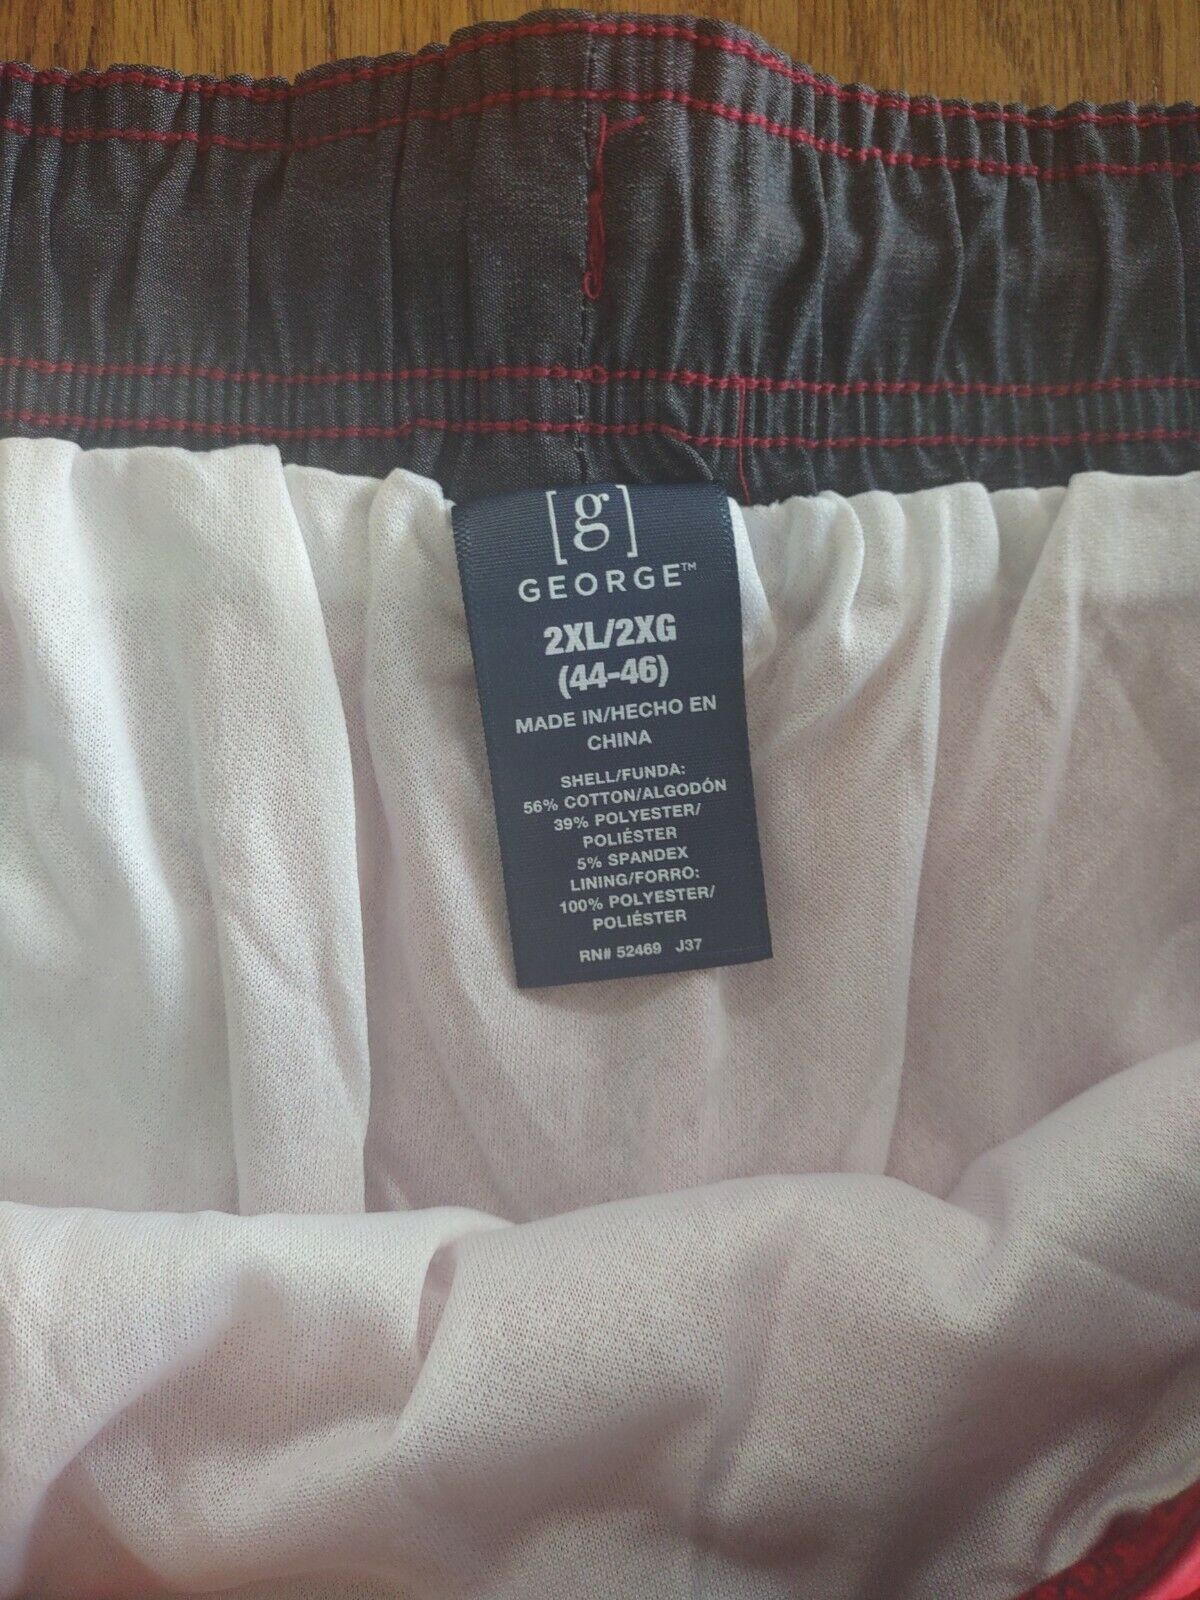 [g]
GEORGE™
2XL/2XG
(44-46)
MADE IN/HECHO EN
CHINA
SHELL/FUNDA:
56% COTTON/ALGODÓN
39% POLYESTER/
POLIÉSTER
5% SPANDEX
LINING/FORRO:
100% POLYESTER/
POLIÉSTER
RN# 52469 J37